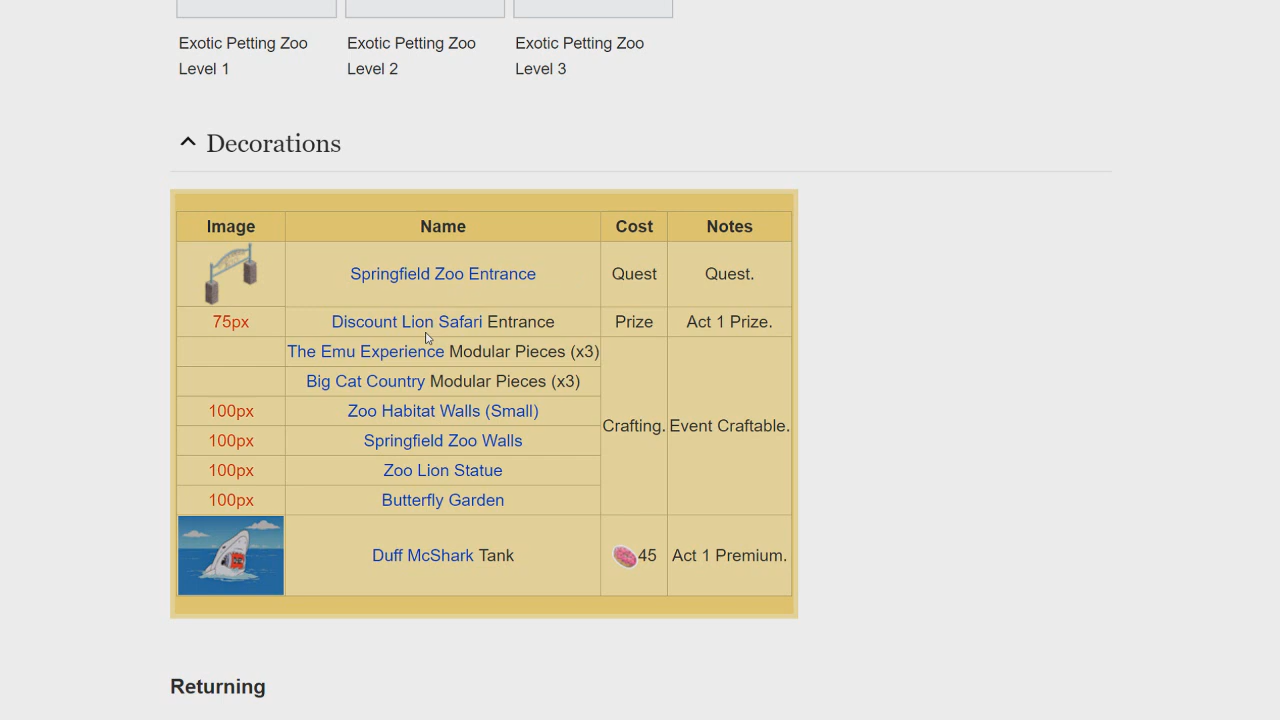 Exotic Petting Zoo Exotic Petting Zoo Exotic Petting Zoo
Level 1 Level 2 Level 3
Decorations
Image Name Cost Notes
Springfield Zoo Entrance Quest Quest.
75px Discount Lion Safari Entrance Prize Act 1 Prize.
The Emu Experience Modular Pieces (x3)
Big Cat Country Modular Pieces (x3)
100px Zoo Habitat Walls (Small)
Crafting. Event Craftable.
100px Springfield Zoo Walls
100px Zoo Lion Statue
100px Butterfly Garden
Duff McShark Tank 45 Act 1 Premium.
Returning